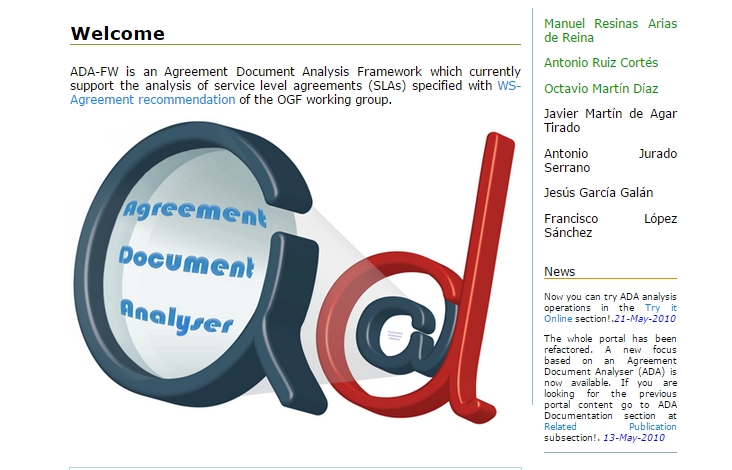 Welcome
ADA-FW is an Agreement Document Analysis Framework which currently
support the analysis of service level agreements (SLAs) specified with WS-
Agreement recommendation of the OGF working group.
Agreement
Document
Analyser
Manuel Resinas Arias
de Reina
Antonio Ruiz Cortés
Octavio Martín Díaz
Javier Martín de Agar
Tirado
Antonio Jurado
Serrano
Jesús García Galán
Francisco López
Sánchez
News
Now you can try ADA analysis
operations in the Try it
Online section!.21-May-2010
The whole portal has been
refactored. A new focus
based on an Agreement
Document Analyser (ADA) is
now available. If you are
looking for the previous
portal content go to ADA
Documentation section at
Related Publication
subsection!. 13-May-2010